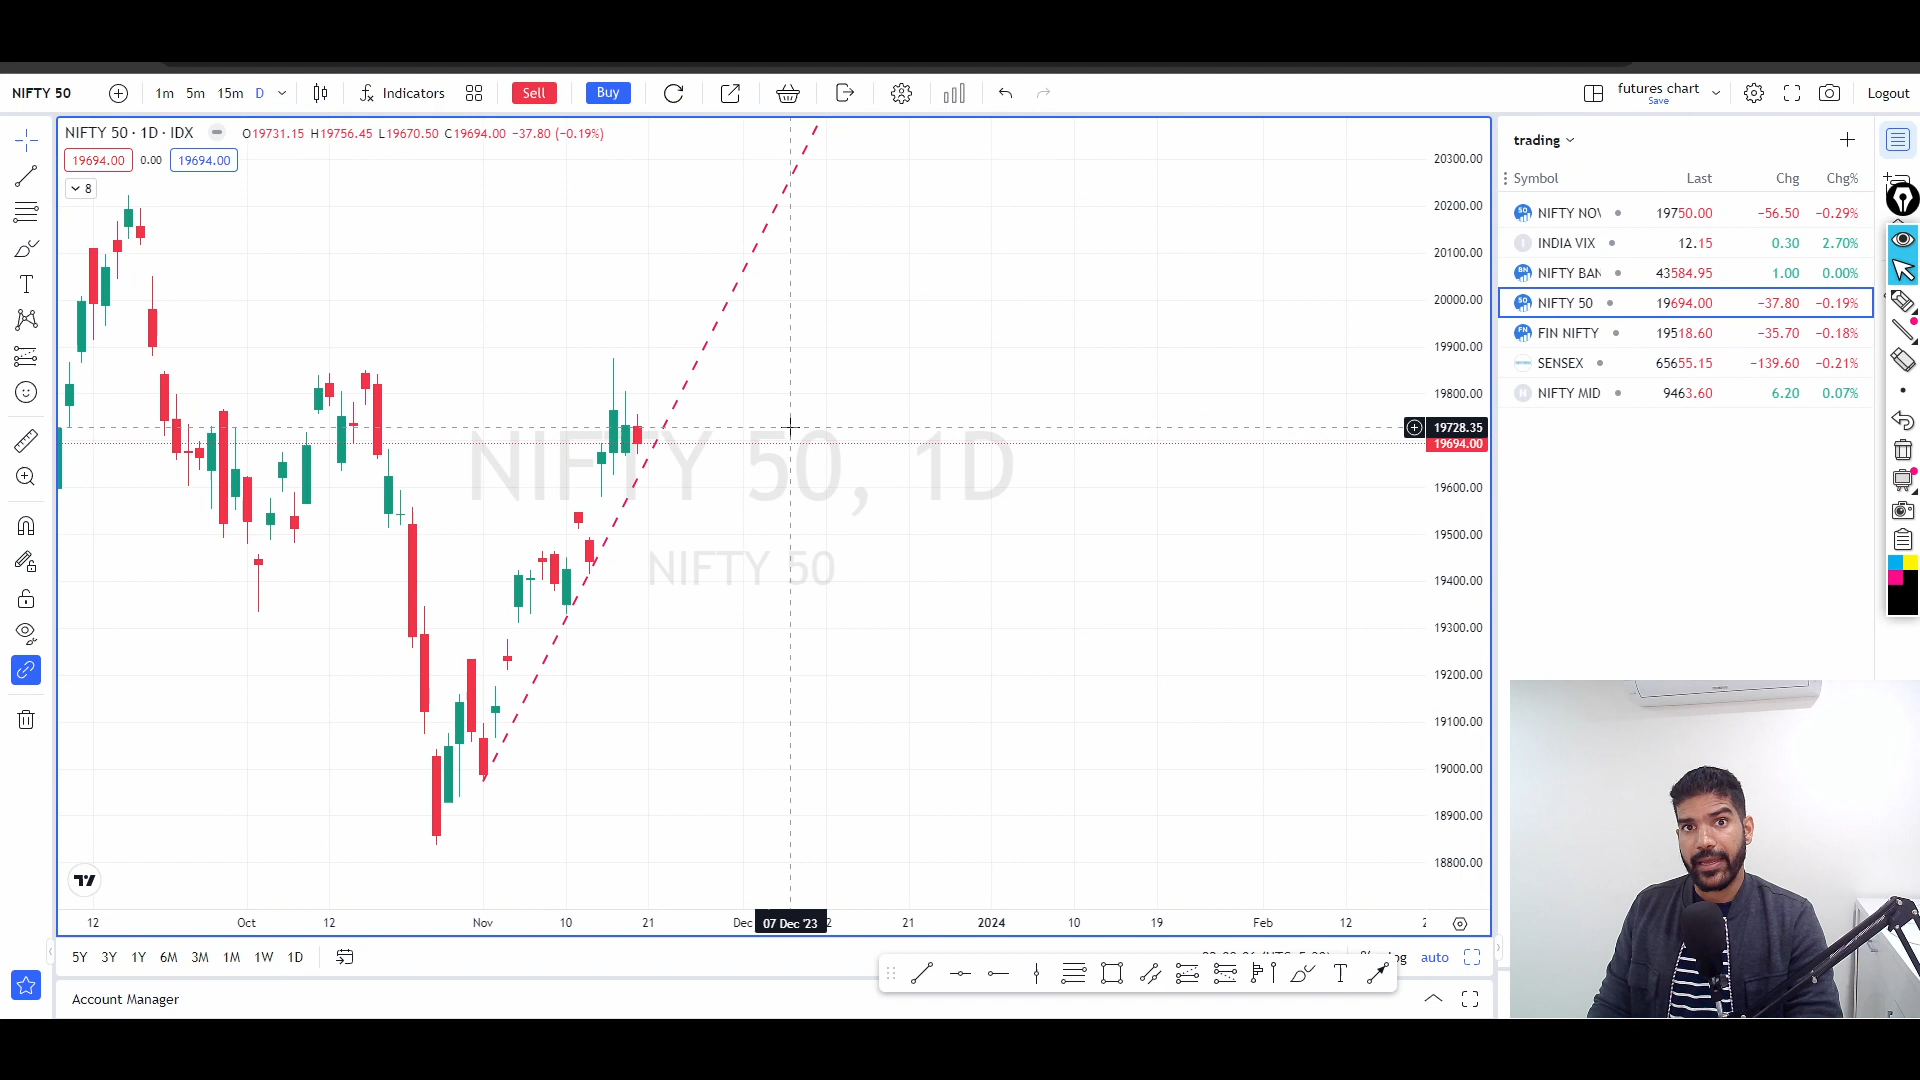 NIFTY 50 1m 5m 15m D Indicators Sell Buy futures chart Save Logout
NIFTY 50 · 1D · IDX O19731.15 H19756.45 L19670.50 C19694.00 −37.80 (−0.19%)
19694.00 0.00 19694.00
8
NIFTY 50, 1D
NIFTY 50
20300.00
20200.00
20100.00
20000.00
19900.00
19800.00
19728.35
19694.00
19600.00
19500.00
19400.00
19300.00
19200.00
19100.00
19000.00
18900.00
18800.00
12 Oct 12 Nov 10 21 Dec 07 Dec '23 2 21 2024 10 19 Feb 12 2
5Y 3Y 1Y 6M 3M 1M 1W 1D auto
Account Manager
trading
Symbol Last Chg Chg%
NIFTY NOV 19750.00 −56.50 −0.29%
INDIA VIX 12.15 0.30 2.70%
NIFTY BAN 43584.95 1.00 0.00%
NIFTY 50 19694.00 −37.80 −0.19%
FIN NIFTY 19518.60 −35.70 −0.18%
SENSEX 65655.15 −139.60 −0.21%
NIFTY MID 9463.60 6.20 0.07%